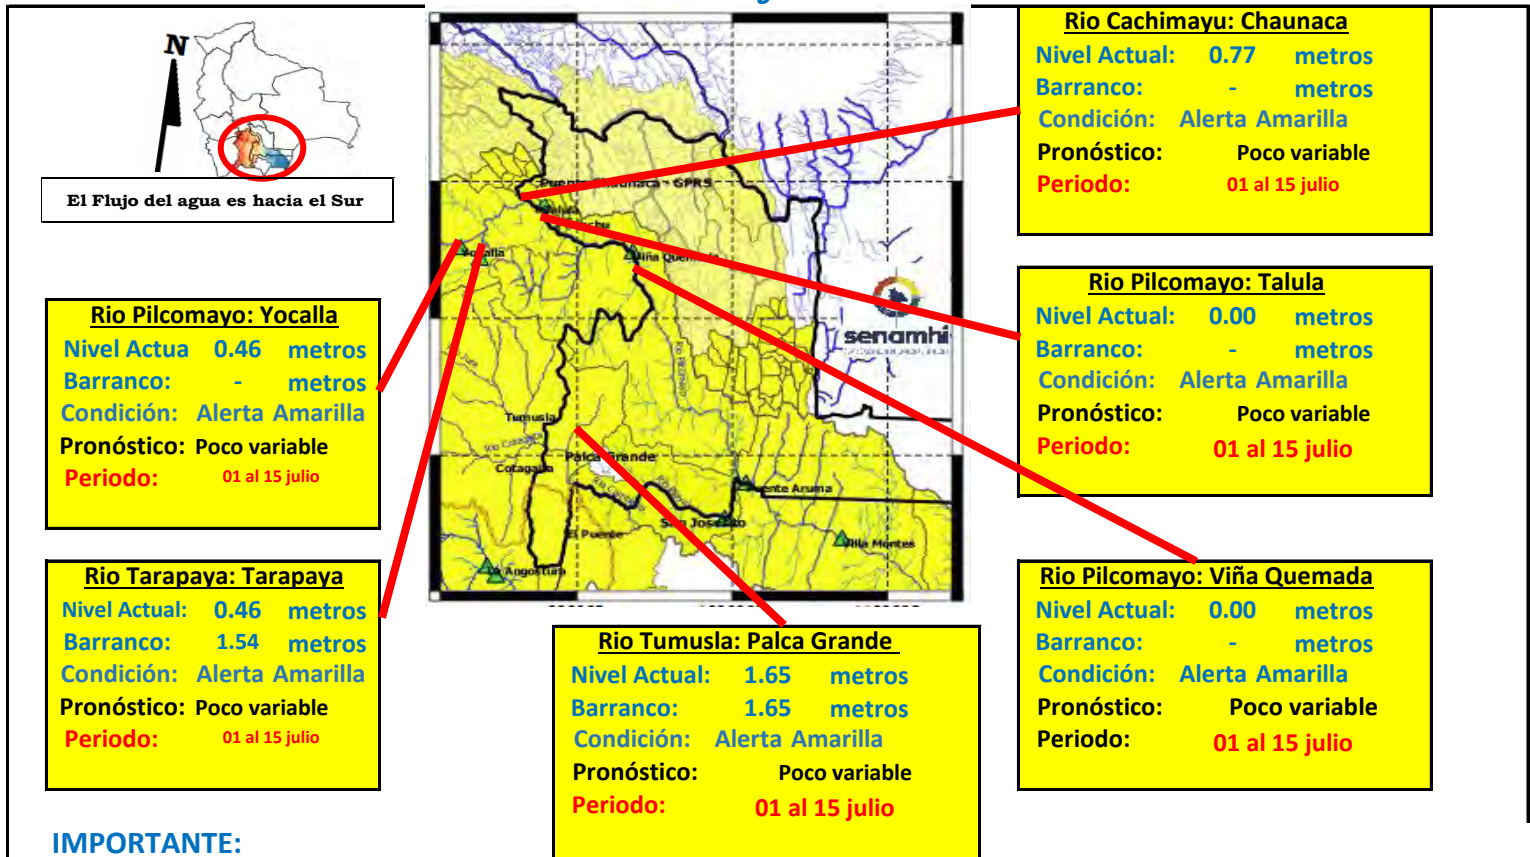 N
El Flujo del agua es hacia el Sur
Rio Cachimayu: Chaunaca
Nivel Actual: 0.77 metros
Barranco: - metros
Condición: Alerta Amarilla
Pronóstico: Poco variable
Periodo: 01 al 15 julio
Puente Chaunaca - GPRS
Talula
Yocalla
Viña Quemada
senamhi
Tumusla
Cotagaita
Palca Grande
Puente Aruma
San Josecito
El Puente
Villa Montes
La Angostura
Rio Pilcomayo: Talula
Nivel Actual: 0.00 metros
Barranco: - metros
Condición: Alerta Amarilla
Pronóstico: Poco variable
Periodo: 01 al 15 julio
Rio Pilcomayo: Yocalla
Nivel Actua 0.46 metros
Barranco: - metros
Condición: Alerta Amarilla
Pronóstico: Poco variable
Periodo: 01 al 15 julio
Rio Tarapaya: Tarapaya
Nivel Actual: 0.46 metros
Barranco: 1.54 metros
Condición: Alerta Amarilla
Pronóstico: Poco variable
Periodo: 01 al 15 julio
Rio Tumusla: Palca Grande
Nivel Actual: 1.65 metros
Barranco: 1.65 metros
Condición: Alerta Amarilla
Pronóstico: Poco variable
Periodo: 01 al 15 julio
Rio Pilcomayo: Viña Quemada
Nivel Actual: 0.00 metros
Barranco: - metros
Condición: Alerta Amarilla
Pronóstico: Poco variable
Periodo: 01 al 15 julio
IMPORTANTE: